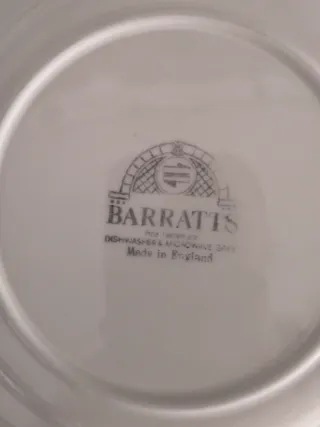 BARRATTS
DISHWASHER & MICROWAVE SAFE
Made in England